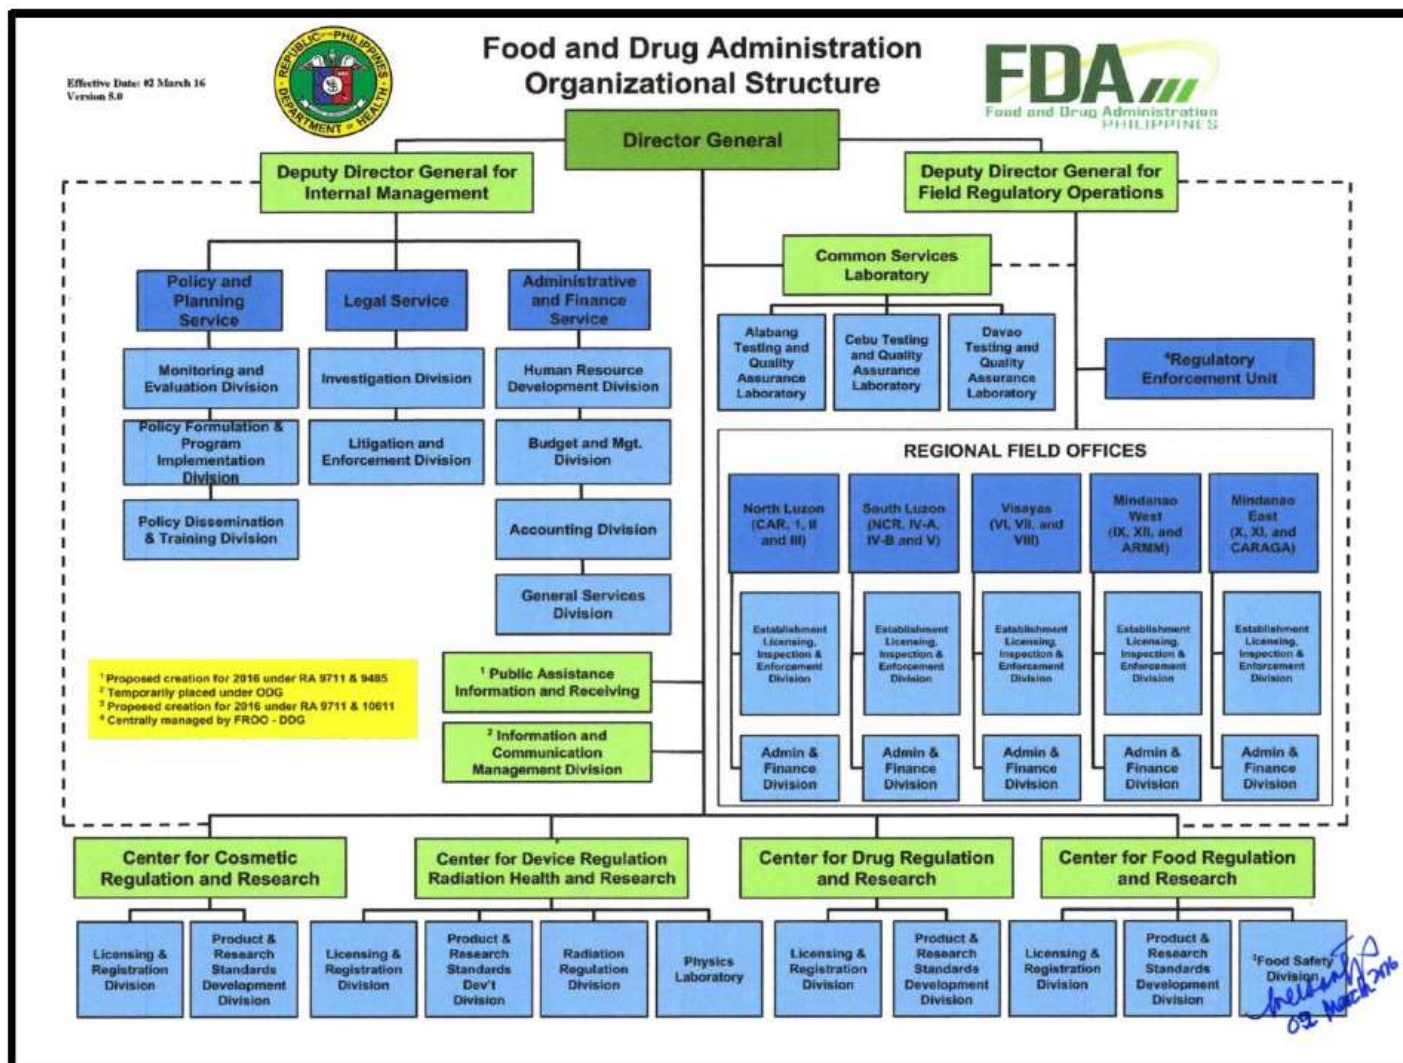 Effective Date: 02 March 16
Version 5.0
REPUBLIC OF THE PHILIPPINES
DEPARTMENT OF HEALTH
Food and Drug Administration
Organizational Structure
FDA
Food and Drug Administration
PHILIPPINES
Director General
Deputy Director General for
Internal Management
Deputy Director General for
Field Regulatory Operations
Policy and
Planning
Service
Legal Service
Administrative
and Finance
Service
Monitoring and
Evaluation Division
Policy Formulation &
Program
Implementation
Division
Policy Dissemination
& Training Division
Investigation Division
Litigation and
Enforcement Division
Human Resource
Development Division
Budget and Mgt.
Division
Accounting Division
General Services
Division
Common Services
Laboratory
Alabang
Testing and
Quality
Assurance
Laboratory
Cebu Testing
and Quality
Assurance
Laboratory
Davao
Testing and
Quality
Assurance
Laboratory
⁴Regulatory
Enforcement Unit
REGIONAL FIELD OFFICES
North Luzon
(CAR, 1, II
and III)
South Luzon
(NCR, IV-A,
IV-B and V)
Visayas
(VI, VII, and
VIII)
Mindanao
West
(IX, XII, and
ARMM)
Mindanao
East
(X, XI, and
CARAGA)
Establishment
Licensing,
Inspection &
Enforcement
Division
Establishment
Licensing,
Inspection &
Enforcement
Division
Establishment
Licensing,
Inspection &
Enforcement
Division
Establishment
Licensing,
Inspection &
Enforcement
Division
Establishment
Licensing,
Inspection &
Enforcement
Division
Admin &
Finance
Division
Admin &
Finance
Division
Admin &
Finance
Division
Admin &
Finance
Division
Admin &
Finance
Division
¹ Public Assistance
Information and Receiving
² Information and
Communication
Management Division
¹ Proposed creation for 2016 under RA 9711 & 9485
² Temporarily placed under ODG
³ Proposed creation for 2016 under RA 9711 & 10611
⁴ Centrally managed by FROO - DDG
Center for Cosmetic
Regulation and Research
Center for Device Regulation
Radiation Health and Research
Center for Drug Regulation
and Research
Center for Food Regulation
and Research
Licensing &
Registration
Division
Product &
Research
Standards
Development
Division
Licensing &
Registration
Division
Product &
Research
Standards
Dev't
Division
Radiation
Regulation
Division
Physics
Laboratory
Licensing &
Registration
Division
Product &
Research
Standards
Development
Division
Licensing &
Registration
Division
Product &
Research
Standards
Development
Division
³Food Safety
Division
02 March 2016